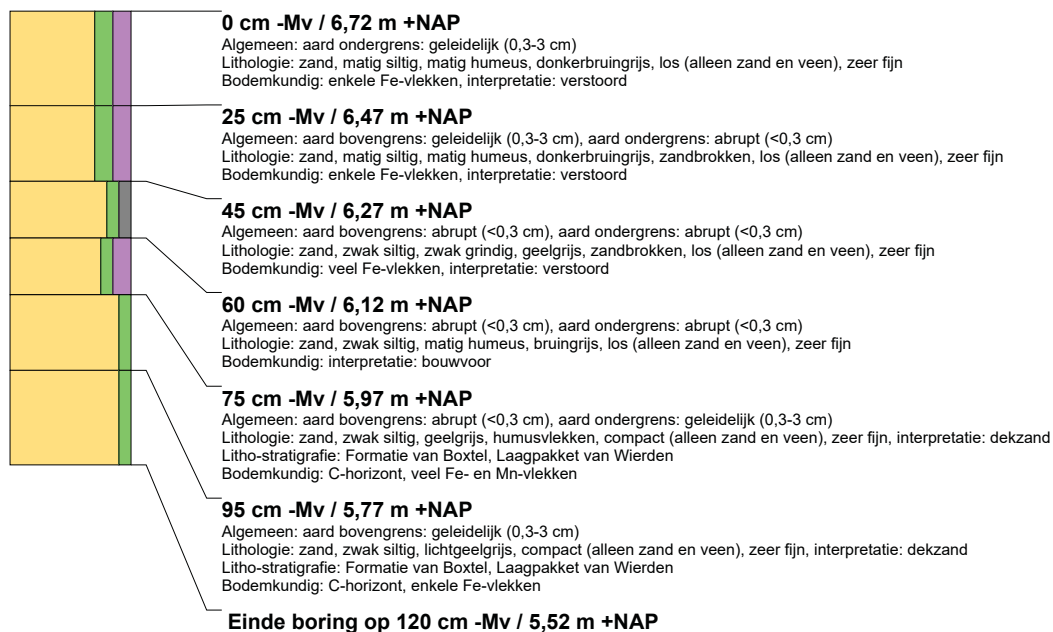 0 cm -Mv / 6,72 m +NAP
Algemeen: aard ondergrens: geleidelijk (0,3-3 cm)
Lithologie: zand, matig siltig, matig humeus, donkerbruingrijs, los (alleen zand en veen), zeer fijn
Bodemkundig: enkele Fe-vlekken, interpretatie: verstoord
25 cm -Mv / 6,47 m +NAP
Algemeen: aard bovengrens: geleidelijk (0,3-3 cm), aard ondergrens: abrupt (<0,3 cm)
Lithologie: zand, matig siltig, matig humeus, donkerbruingrijs, zandbrokken, los (alleen zand en veen), zeer fijn
Bodemkundig: enkele Fe-vlekken, interpretatie: verstoord
45 cm -Mv / 6,27 m +NAP
Algemeen: aard bovengrens: abrupt (<0,3 cm), aard ondergrens: abrupt (<0,3 cm)
Lithologie: zand, zwak siltig, zwak grindig, geelgrijs, zandbrokken, los (alleen zand en veen), zeer fijn
Bodemkundig: veel Fe-vlekken, interpretatie: verstoord
60 cm -Mv / 6,12 m +NAP
Algemeen: aard bovengrens: abrupt (<0,3 cm), aard ondergrens: abrupt (<0,3 cm)
Lithologie: zand, zwak siltig, matig humeus, bruingrijs, los (alleen zand en veen), zeer fijn
Bodemkundig: interpretatie: bouwvoor
75 cm -Mv / 5,97 m +NAP
Algemeen: aard bovengrens: abrupt (<0,3 cm), aard ondergrens: geleidelijk (0,3-3 cm)
Lithologie: zand, zwak siltig, geelgrijs, humusvlekken, compact (alleen zand en veen), zeer fijn, interpretatie: dekzand
Litho-stratigrafie: Formatie van Boxtel, Laagpakket van Wierden
Bodemkundig: C-horizont, veel Fe- en Mn-vlekken
95 cm -Mv / 5,77 m +NAP
Algemeen: aard bovengrens: geleidelijk (0,3-3 cm)
Lithologie: zand, zwak siltig, lichtgeelgrijs, compact (alleen zand en veen), zeer fijn, interpretatie: dekzand
Litho-stratigrafie: Formatie van Boxtel, Laagpakket van Wierden
Bodemkundig: C-horizont, enkele Fe-vlekken
Einde boring op 120 cm -Mv / 5,52 m +NAP